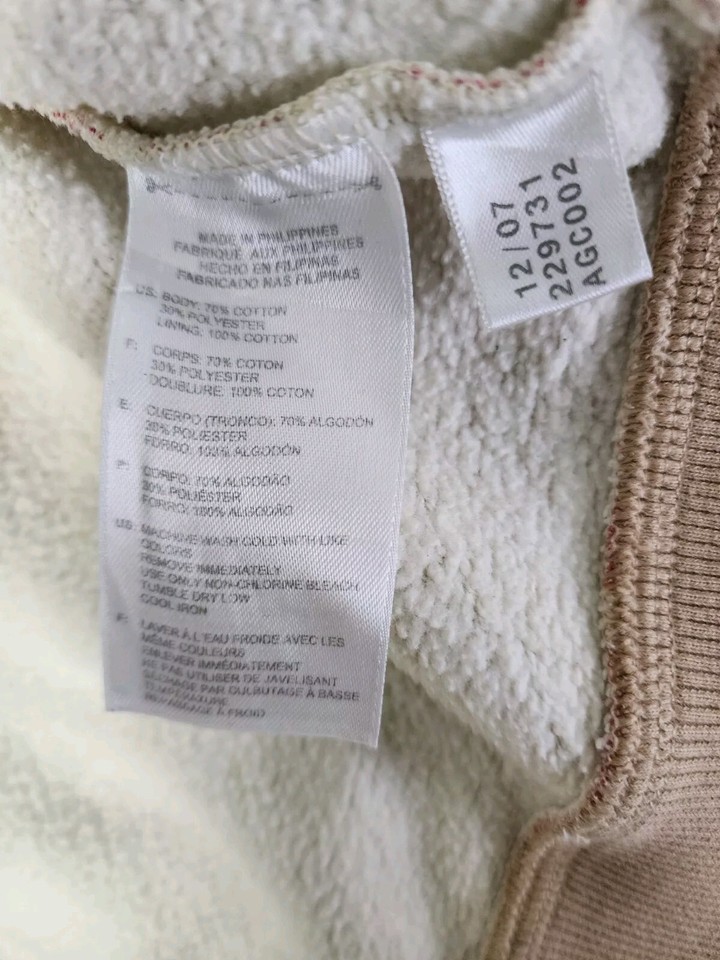 MADE IN PHILIPPINES
FABRIQUÉ AUX PHILIPPINES
HECHO EN FILIPINAS
FABRICADO NAS FILIPINAS
US: BODY: 70% COTTON
30% POLYESTER
LINING: 100% COTTON
F: CORPS: 70% COTON
30% POLYESTER
DOUBLURE: 100% COTON
E: CUERPO (TRONCO): 70% ALGODÓN
30% POLIESTER
FORRO: 100% ALGODÓN
P: CORPO: 70% ALGODÃO
30% POLIÉSTER
FORRO: 100% ALGODÃO
US: MACHINE WASH COLD WITH LIKE
COLORS
REMOVE IMMEDIATELY
USE ONLY NON-CHLORINE BLEACH
TUMBLE DRY LOW
COOL IRON
F: LAVER À L'EAU FROIDE AVEC LES
MÊME COULEURS
ENLEVER IMMÉDIATEMENT
NE PAS UTILISER DE JAVELISANT
SÉCHAGE PAR CULBUTAGE À BASSE
TEMPÉRATURE
REPASSAGE À FROID
12/07
229731
AGC002